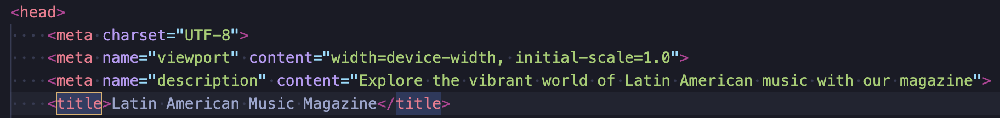 <head>
    <meta charset="UTF-8">
    <meta name="viewport" content="width=device-width, initial-scale=1.0">
    <meta name="description" content="Explore the vibrant world of Latin American music with our magazine">
    <title>Latin American Music Magazine</title>